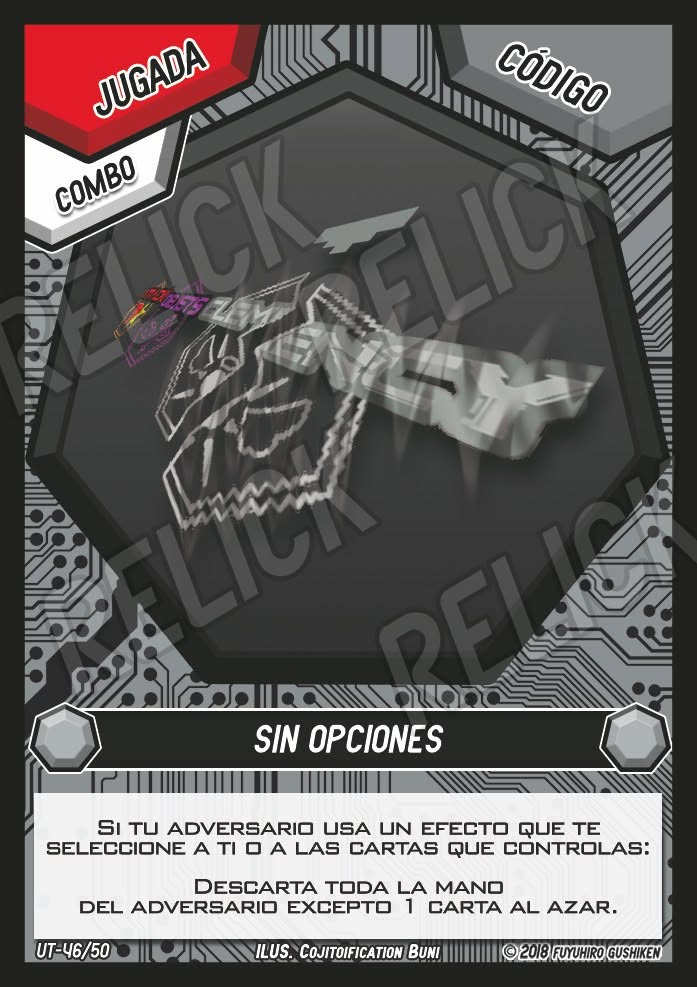 JUGADA
CÓDIGO
COMBO
RELICK
RELICK
RELICK
RELICK
SIN OPCIONES
SI TU ADVERSARIO USA UN EFECTO QUE TE
SELECCIONE A TI O A LAS CARTAS QUE CONTROLAS:
DESCARTA TODA LA MANO
DEL ADVERSARIO EXCEPTO 1 CARTA AL AZAR.
UT-46/50
ILUS. COJITOIFICATION BUNI
© 2018 FUYUHIRO GUSHIKEN